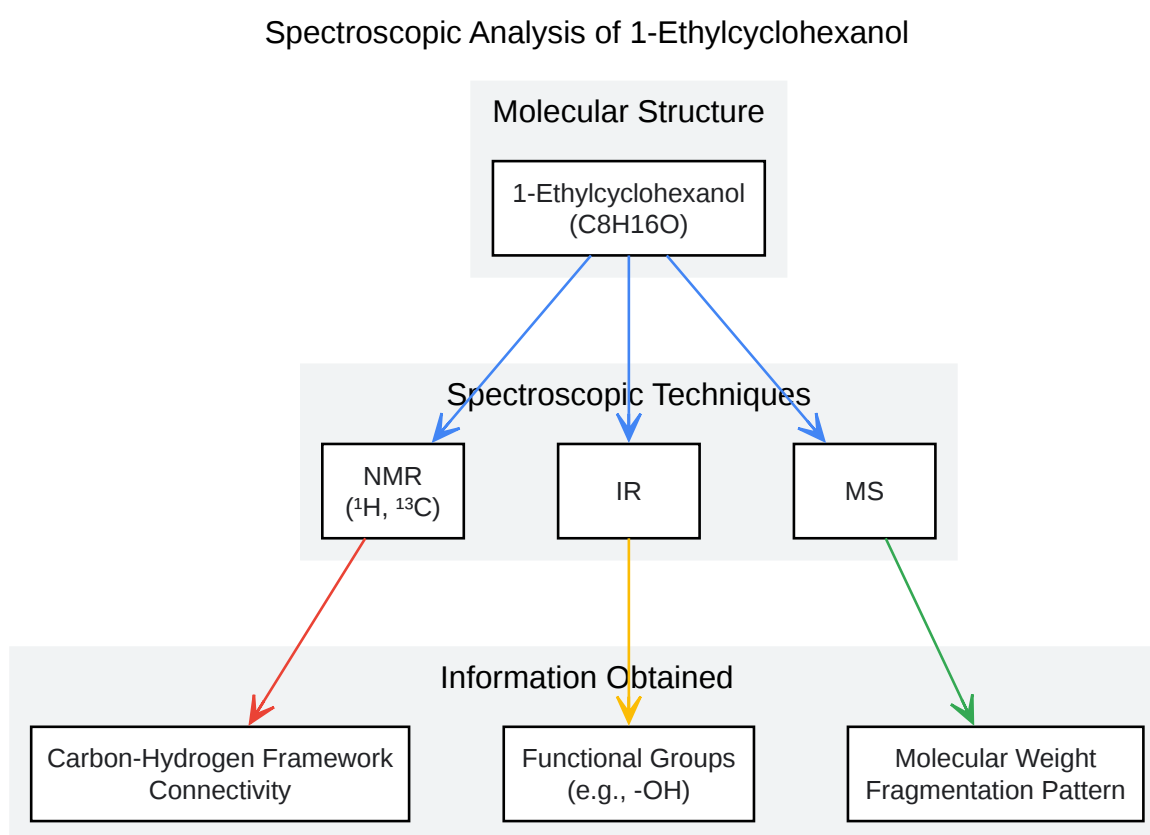 Spectroscopic Analysis of 1-Ethylcyclohexanol
Molecular Structure
1-Ethylcyclohexanol
(C8H16O)
Spectroscopic Techniques
NMR
(¹H, ¹³C)
IR
MS
Information Obtained
Carbon-Hydrogen Framework
Connectivity
Functional Groups
(e.g., -OH)
Molecular Weight
Fragmentation Pattern